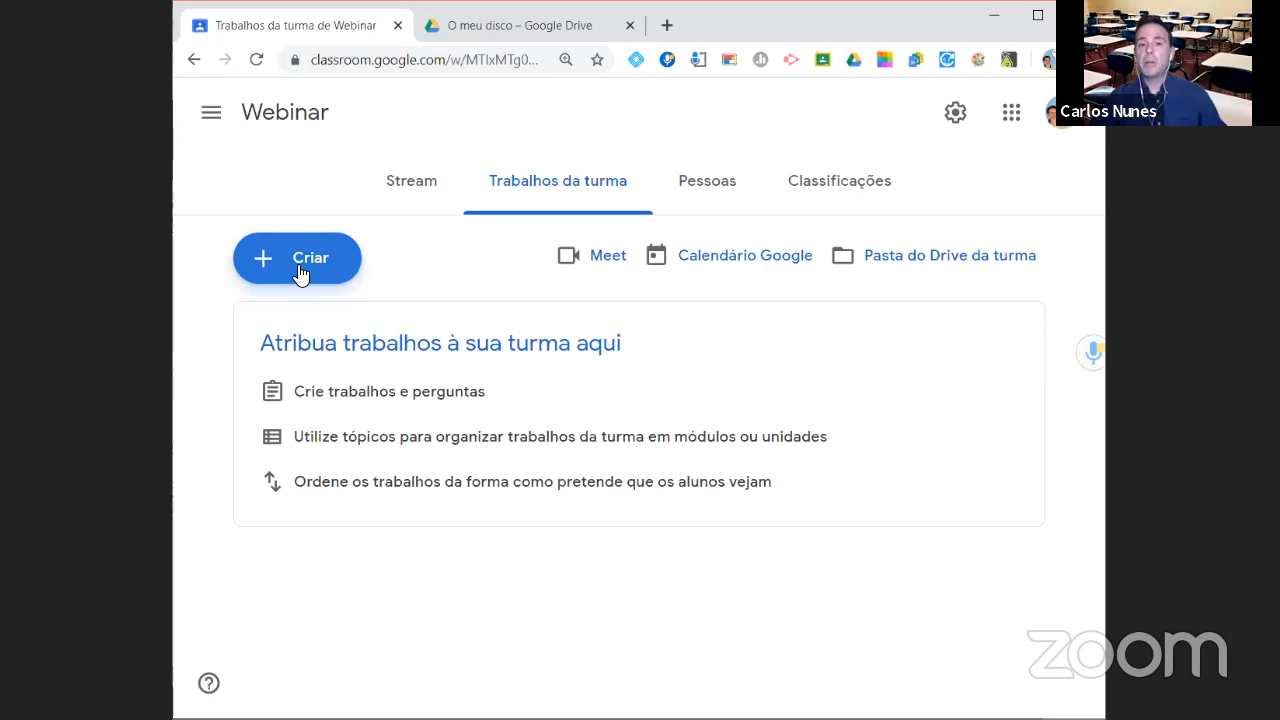 Trabalhos da turma de Webinar
O meu disco – Google Drive
classroom.google.com/w/MTIxMTg0...
Webinar
Carlos Nunes
Stream
Trabalhos da turma
Pessoas
Classificações
Criar
Meet
Calendário Google
Pasta do Drive da turma
Atribua trabalhos à sua turma aqui
Crie trabalhos e perguntas
Utilize tópicos para organizar trabalhos da turma em módulos ou unidades
Ordene os trabalhos da forma como pretende que os alunos vejam
zoom